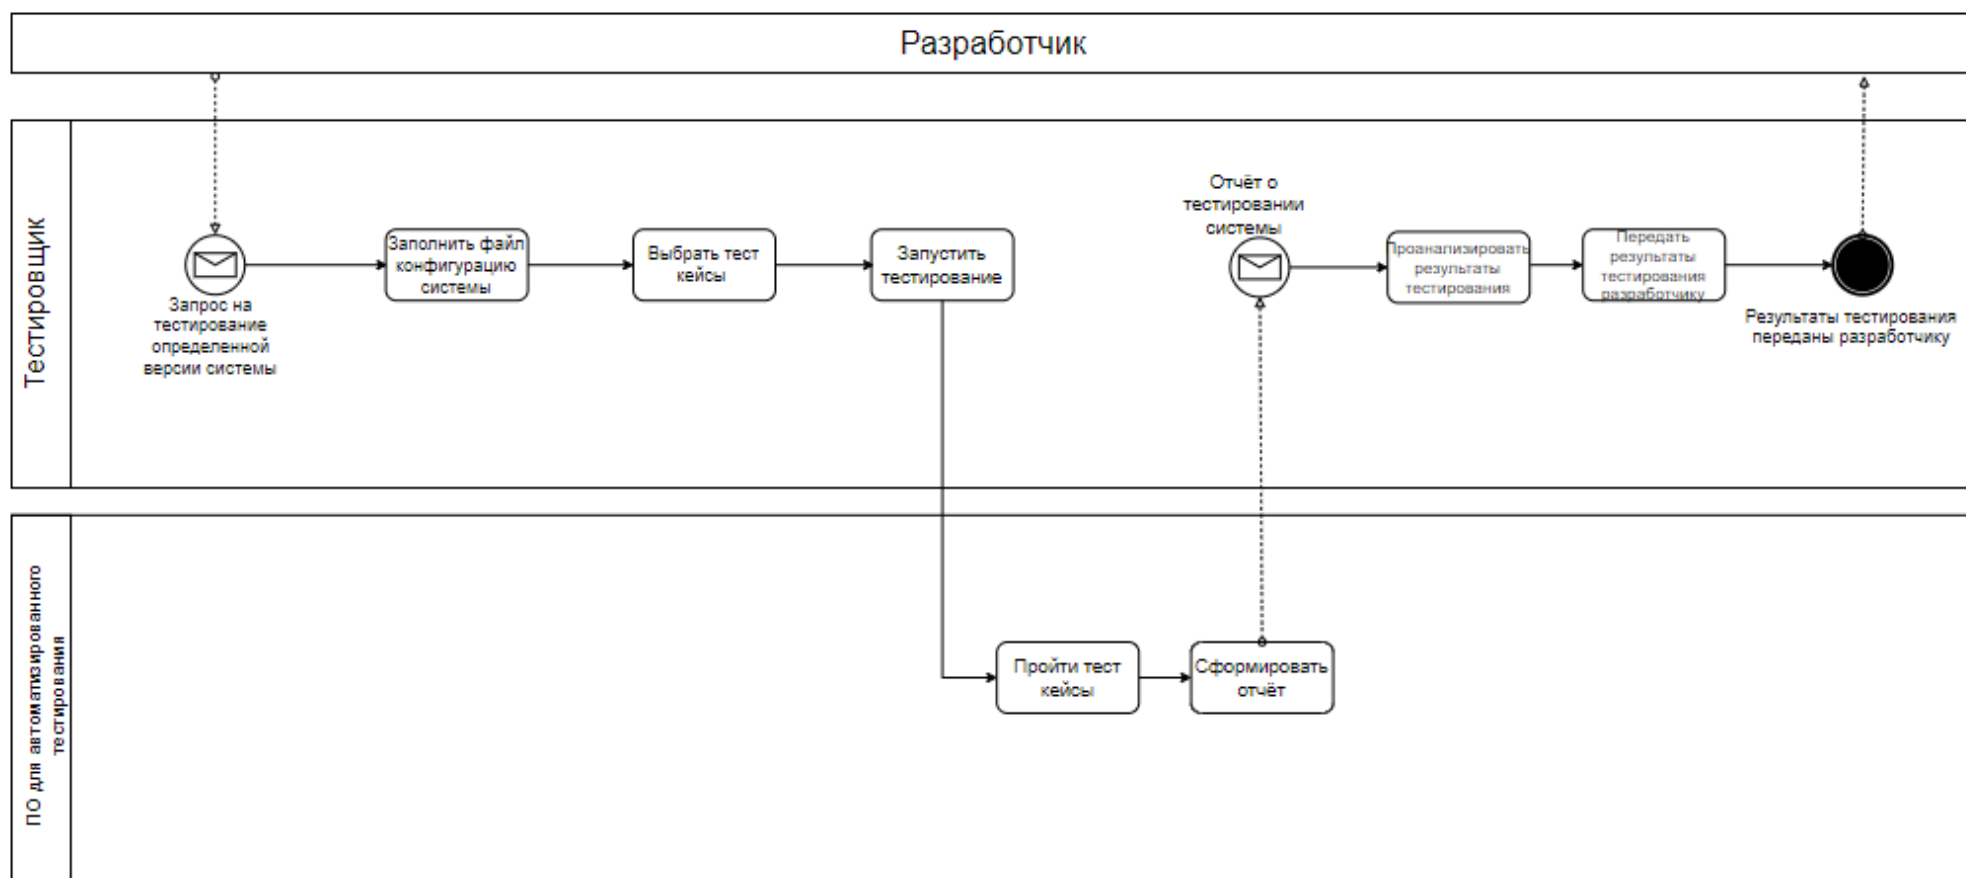 Разработчик
Тестировщик
Запрос на
тестирование
определенной
версии системы
Заполнить файл
конфигурацию
системы
Выбрать тест
кейсы
Запустить
тестирование
Отчёт о
тестировании
системы
Проанализировать
результаты
тестирования
Передать
результаты
тестирования
разработчику
Результаты тестирования
переданы разработчику
ПО для автоматизированного
тестирования
Пройти тест
кейсы
Сформировать
отчёт